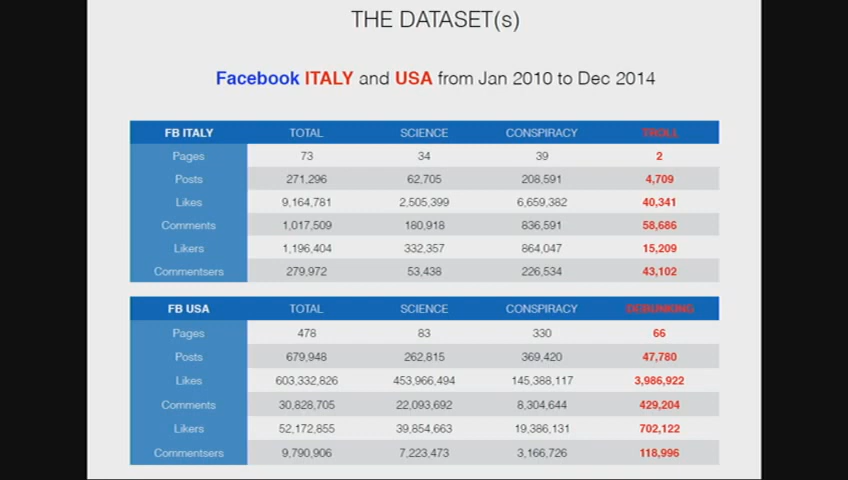 THE DATASET(s)
Facebook ITALY and USA from Jan 2010 to Dec 2014
FB ITALY TOTAL SCIENCE CONSPIRACY TROLL
Pages 73 34 39 2
Posts 271,296 62,705 208,591 4,709
Likes 9,164,781 2,505,399 6,659,382 40,341
Comments 1,017,509 180,918 836,591 58,686
Likers 1,196,404 332,357 864,047 15,209
Commentsers 279,972 53,438 226,534 43,102
FB USA TOTAL SCIENCE CONSPIRACY DEBUNKING
Pages 478 83 330 66
Posts 679,948 262,815 369,420 47,780
Likes 603,332,826 453,966,494 145,388,117 3,986,922
Comments 30,828,705 22,093,692 8,304,644 429,204
Likers 52,172,855 39,854,663 19,386,131 702,122
Commentsers 9,790,906 7,223,473 3,166,726 118,996